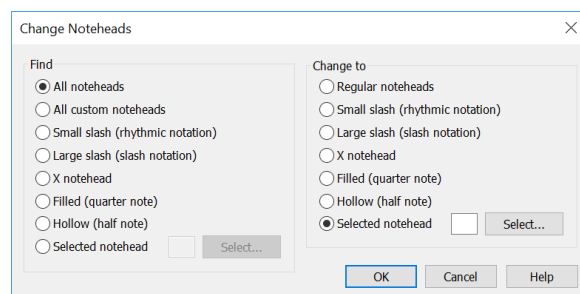 Change Noteheads
Find
All noteheads
All custom noteheads
Small slash (rhythmic notation)
Large slash (slash notation)
X notehead
Filled (quarter note)
Hollow (half note)
Selected notehead
Select...
Change to
Regular noteheads
Small slash (rhythmic notation)
Large slash (slash notation)
X notehead
Filled (quarter note)
Hollow (half note)
Selected notehead
Select...
OK
Cancel
Help